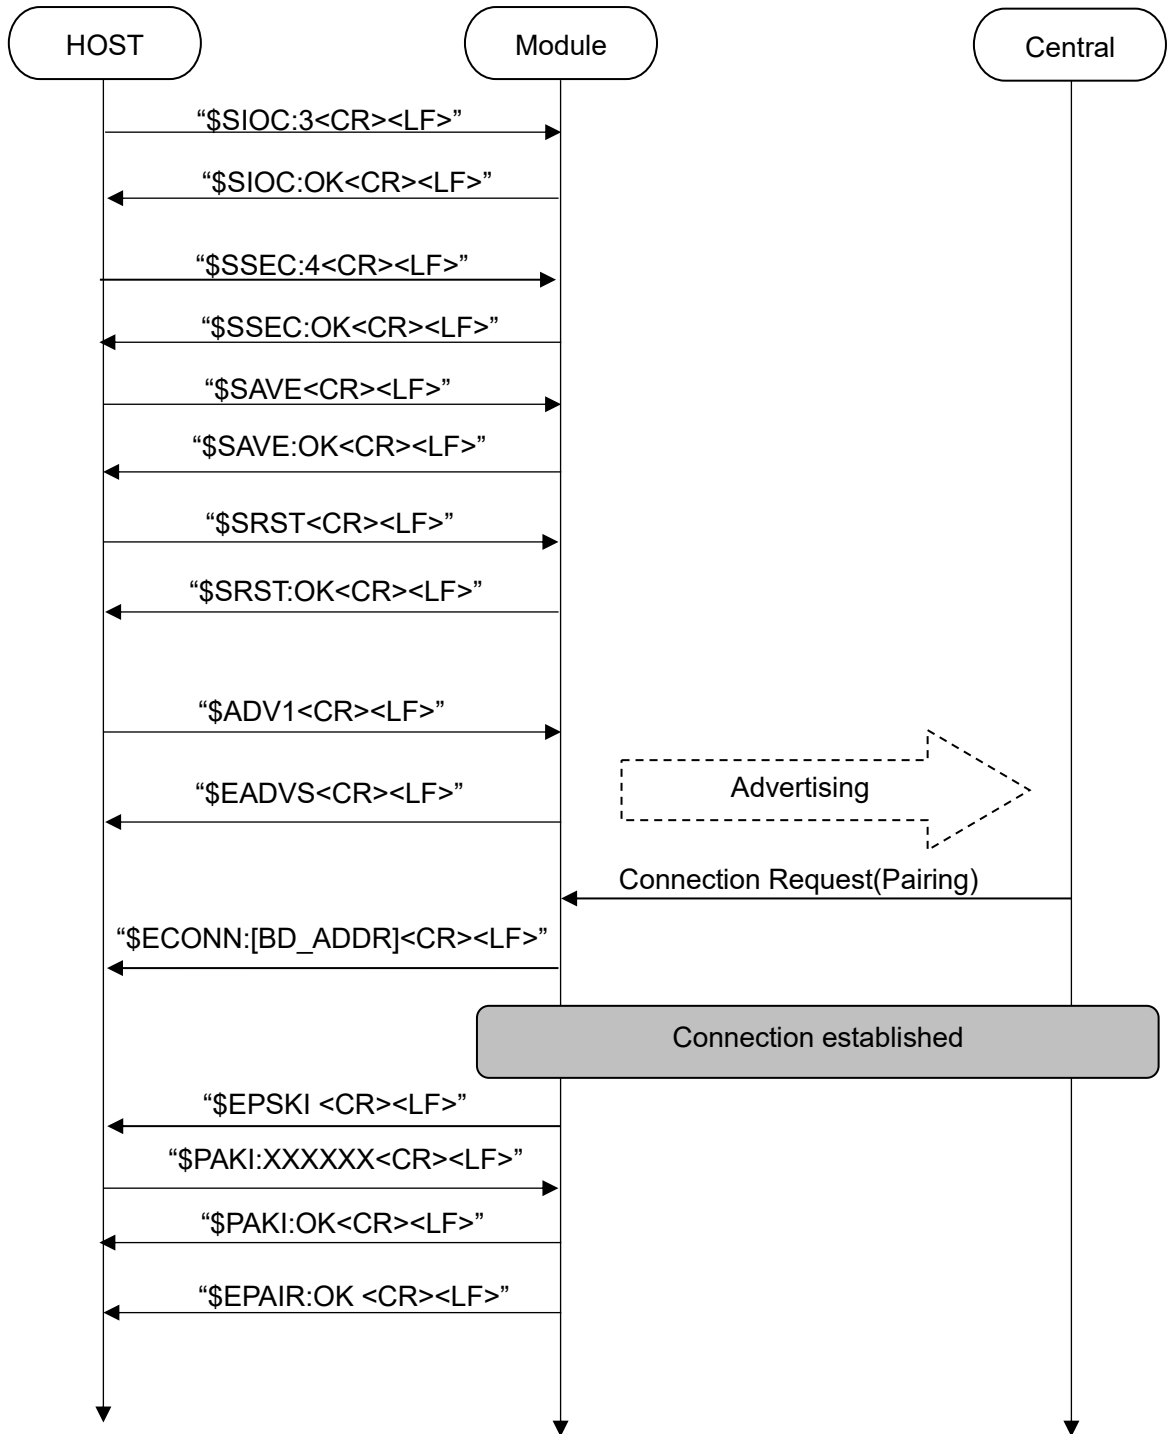 HOST
Module
Central
“$SIOC:3<CR><LF>”
“$SIOC:OK<CR><LF>”
“$SSEC:4<CR><LF>”
“$SSEC:OK<CR><LF>”
“$SAVE<CR><LF>”
“$SAVE:OK<CR><LF>”
“$SRST<CR><LF>”
“$SRST:OK<CR><LF>”
“$ADV1<CR><LF>”
“$EADVS<CR><LF>”
Advertising
Connection Request(Pairing)
“$ECONN:[BD_ADDR]<CR><LF>”
Connection established
“$EPSKI <CR><LF>”
“$PAKI:XXXXXX<CR><LF>”
“$PAKI:OK<CR><LF>”
“$EPAIR:OK <CR><LF>”